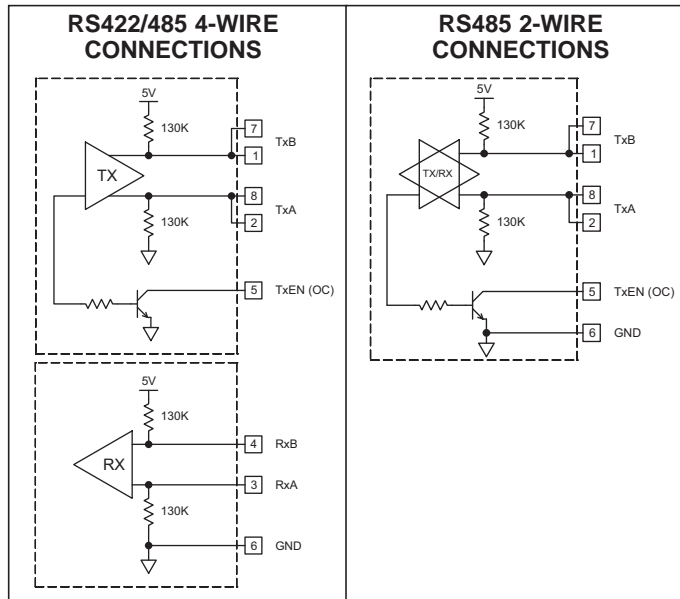 RS422/485 4-WIRE
CONNECTIONS
5V
130K
7
TxB
1
TX
8
TxA
130K
2
5
TxEN (OC)
5V
130K
4
RxB
RX
3
RxA
130K
6
GND
RS485 2-WIRE
CONNECTIONS
5V
130K
7
TxB
1
TX/RX
8
TxA
130K
2
5
TxEN (OC)
6
GND